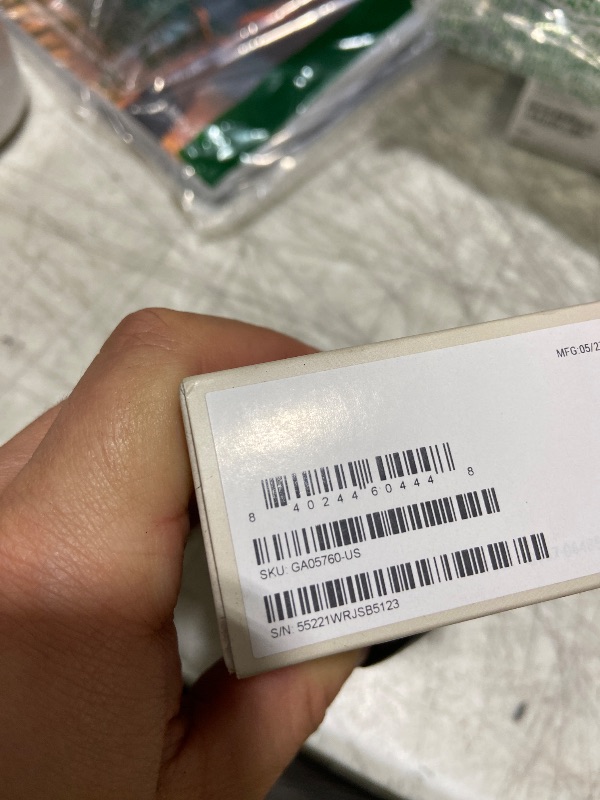 MFG:05/2
8 40244 60444 8
SKU: GA05760-US
S/N: 55221WRJSB5123